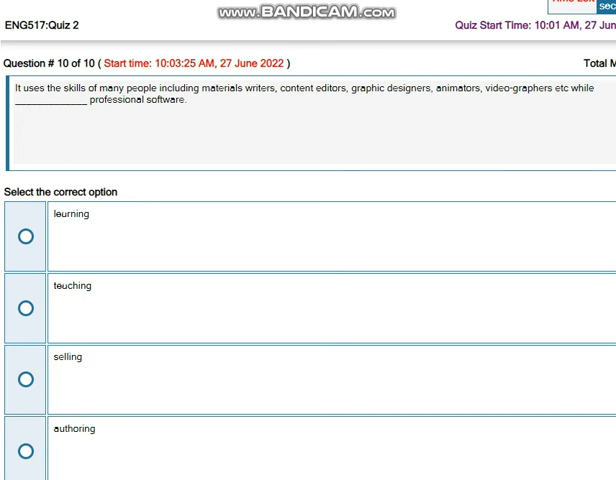 WWW.BANDICAM.COM
sec
ENG517:Quiz 2
Quiz Start Time: 10:01 AM, 27 Jun
Question # 10 of 10 ( Start time: 10:03:25 AM, 27 June 2022 )
Total M
It uses the skills of many people including materials writers, content editors, graphic designers, animators, video-graphers etc while
_____________ professional software.
Select the correct option
learning
teaching
selling
authoring